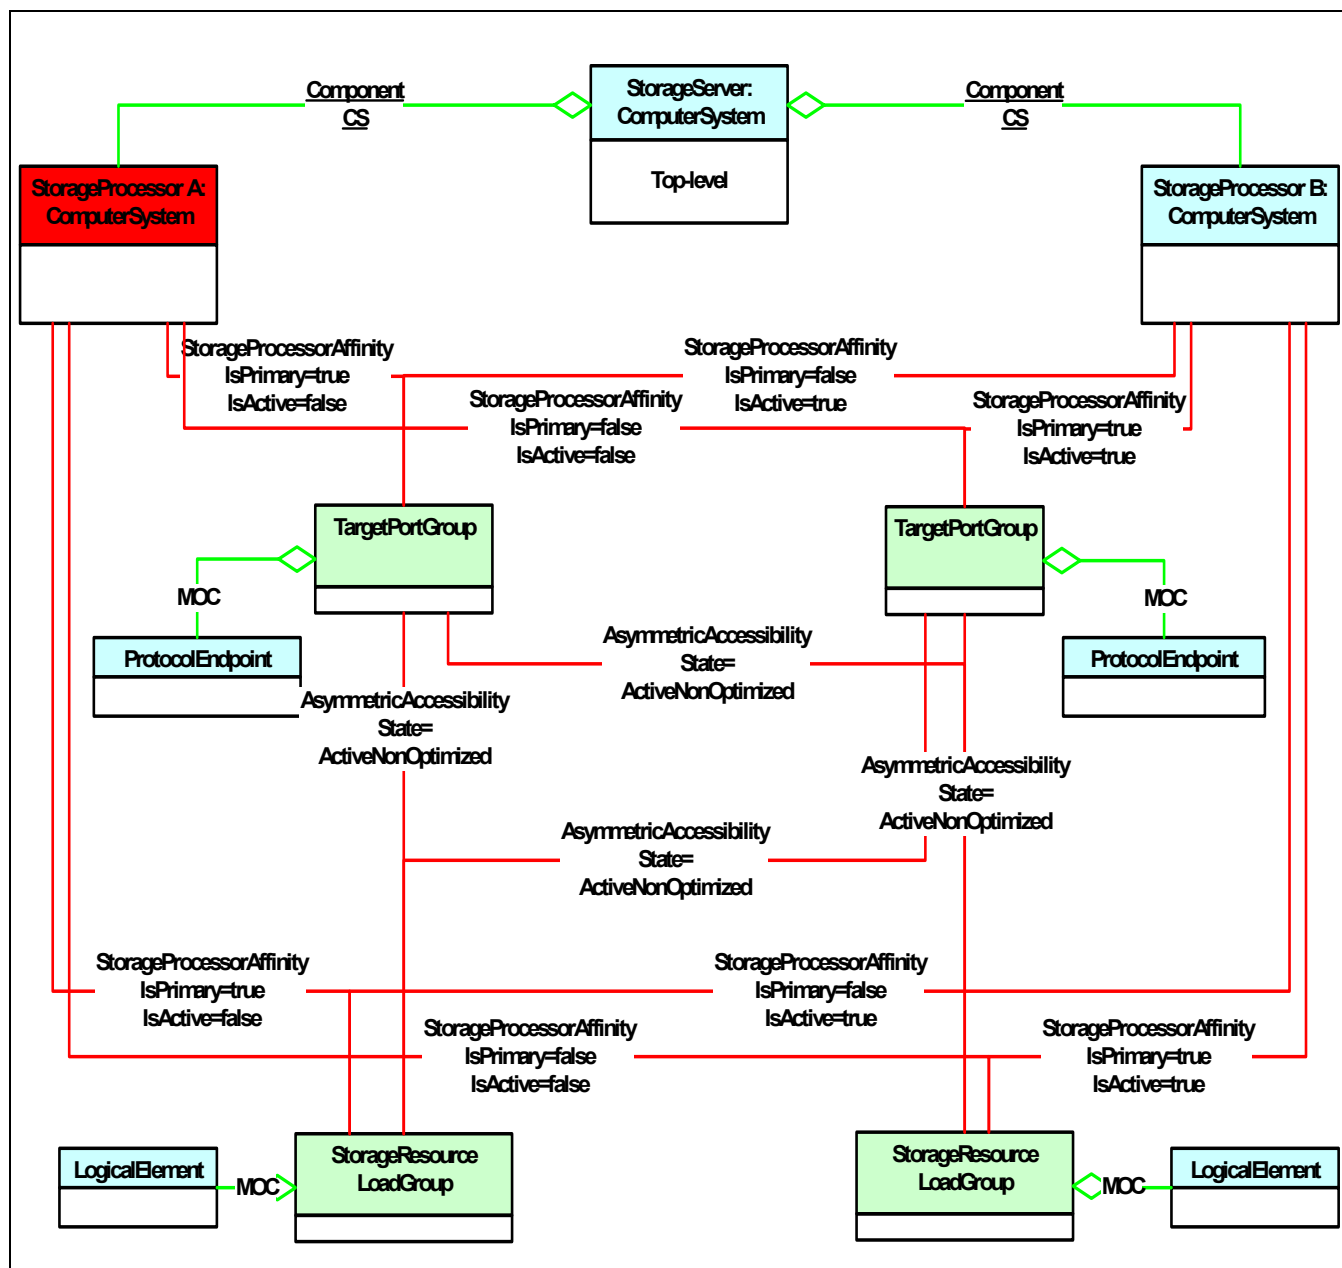 Component
CS
StorageServer:
ComputerSystem
Top-level
Component
CS
StorageProcessor A:
ComputerSystem
StorageProcessor B:
ComputerSystem
StorageProcessorAffinity
IsPrimary=true
IsActive=false
StorageProcessorAffinity
IsPrimary=false
IsActive=true
StorageProcessorAffinity
IsPrimary=false
IsActive=false
StorageProcessorAffinity
IsPrimary=true
IsActive=true
TargetPortGroup
TargetPortGroup
MOC
MOC
ProtocolEndpoint
ProtocolEndpoint
AsymmetricAccessibility
State=
ActiveNonOptimized
AsymmetricAccessibility
State=
ActiveNonOptimized
AsymmetricAccessibility
State=
ActiveNonOptimized
AsymmetricAccessibility
State=
ActiveNonOptimized
StorageProcessorAffinity
IsPrimary=true
IsActive=false
StorageProcessorAffinity
IsPrimary=false
IsActive=true
StorageProcessorAffinity
IsPrimary=false
IsActive=false
StorageProcessorAffinity
IsPrimary=true
IsActive=true
LogicalElement
MOC
StorageResource
LoadGroup
StorageResource
LoadGroup
MOC
LogicalElement